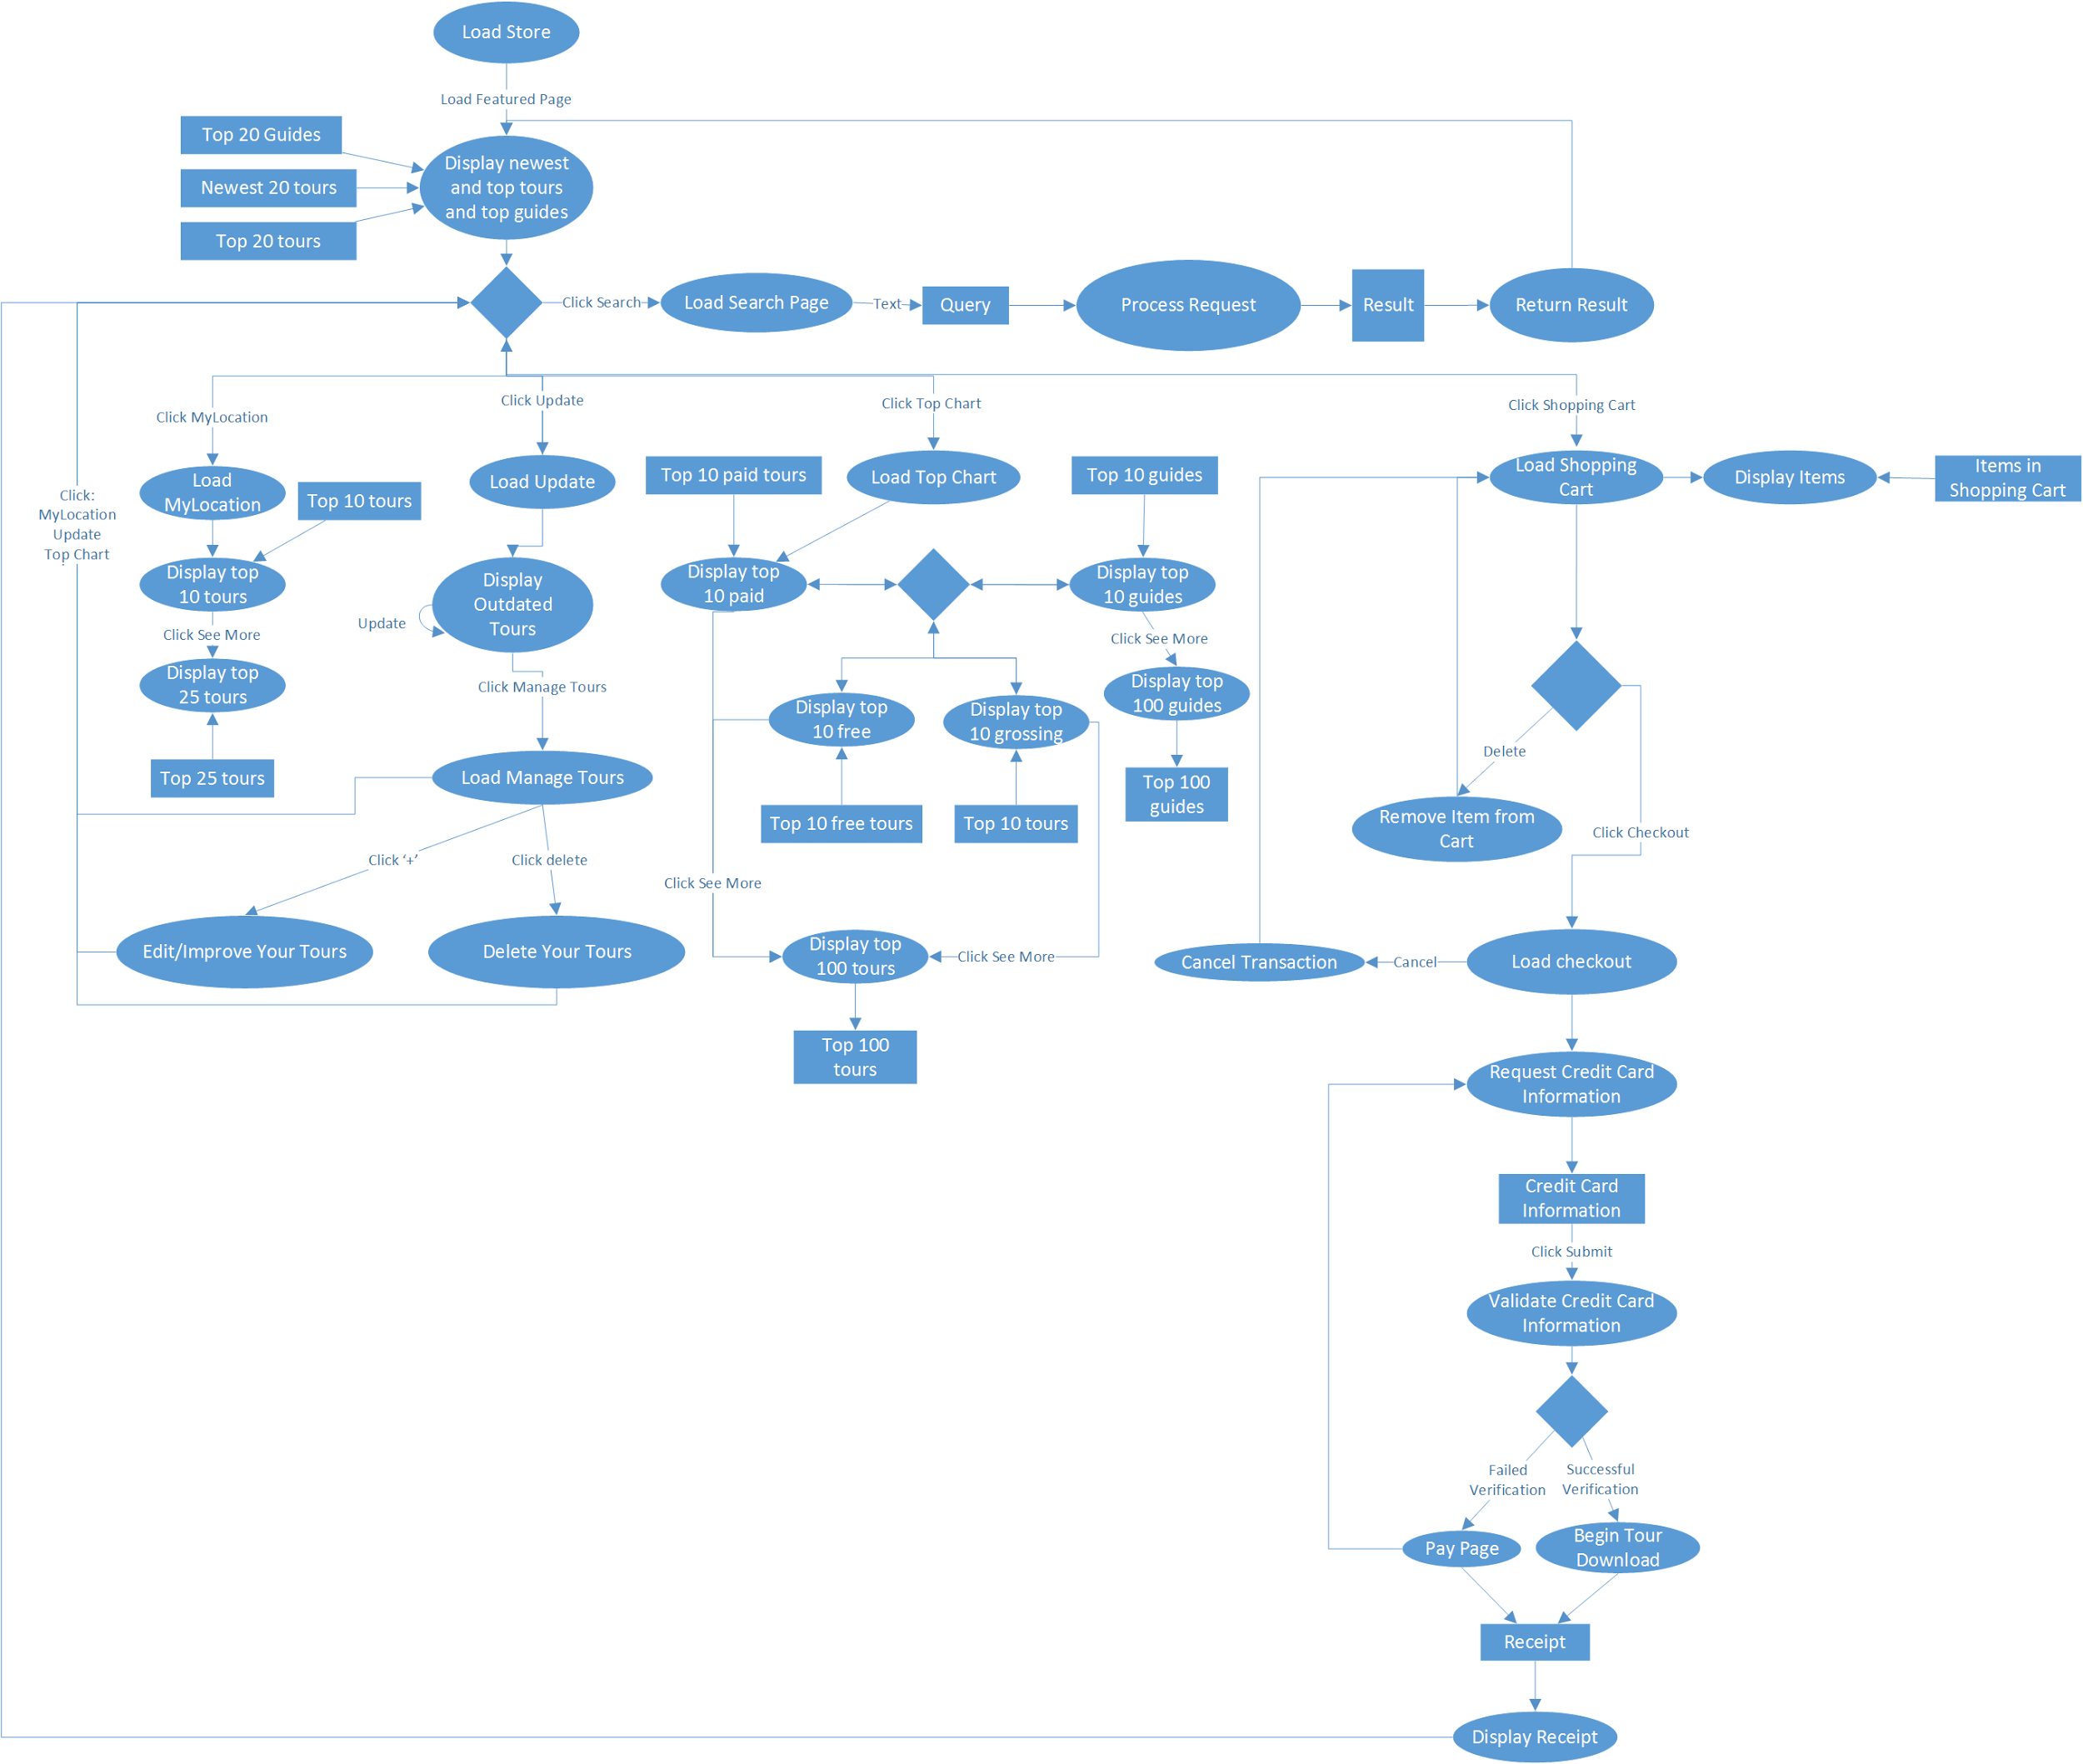 Load Store
Load Featured Page
Top 20 Guides
Newest 20 tours
Top 20 tours
Display newest
and top tours
and top guides
Click Search
Load Search Page
Text
Query
Process Request
Result
Return Result
Click MyLocation
Click Update
Click Top Chart
Click Shopping Cart
Click:
MyLocation
Update
Top Chart
Load
MyLocation
Top 10 tours
Display top
10 tours
Click See More
Display top
25 tours
Top 25 tours
Load Update
Display
Outdated
Tours
Update
Click Manage Tours
Load Manage Tours
Click ‘+’
Click delete
Edit/Improve Your Tours
Delete Your Tours
Top 10 paid tours
Load Top Chart
Top 10 guides
Display top
10 paid
Display top
10 guides
Click See More
Display top
100 guides
Top 100
guides
Display top
10 free
Display top
10 grossing
Top 10 free tours
Top 10 tours
Click See More
Display top
100 tours
Click See More
Top 100
tours
Load Shopping
Cart
Display Items
Items in
Shopping Cart
Delete
Remove Item from
Cart
Click Checkout
Cancel Transaction
Cancel
Load checkout
Request Credit Card
Information
Credit Card
Information
Click Submit
Validate Credit Card
Information
Failed
Verification
Successful
Verification
Pay Page
Begin Tour
Download
Receipt
Display Receipt